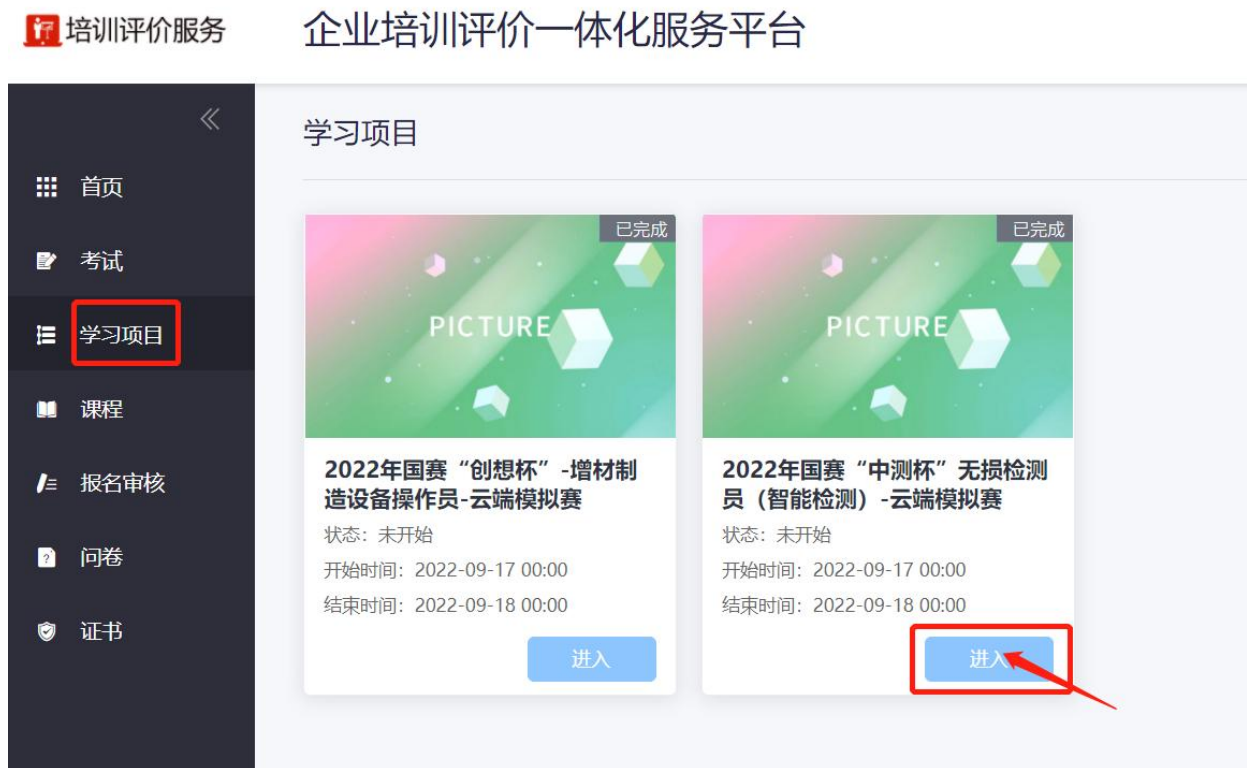 培训评价服务
企业培训评价一体化服务平台
学习项目
首页
考试
学习项目
课程
报名审核
问卷
证书
已完成
PICTURE
2022年国赛“创想杯”-增材制
造设备操作员-云端模拟赛
状态：未开始
开始时间：2022-09-17 00:00
结束时间：2022-09-18 00:00
进入
已完成
PICTURE
2022年国赛“中测杯”无损检测
员（智能检测）-云端模拟赛
状态：未开始
开始时间：2022-09-17 00:00
结束时间：2022-09-18 00:00
进入